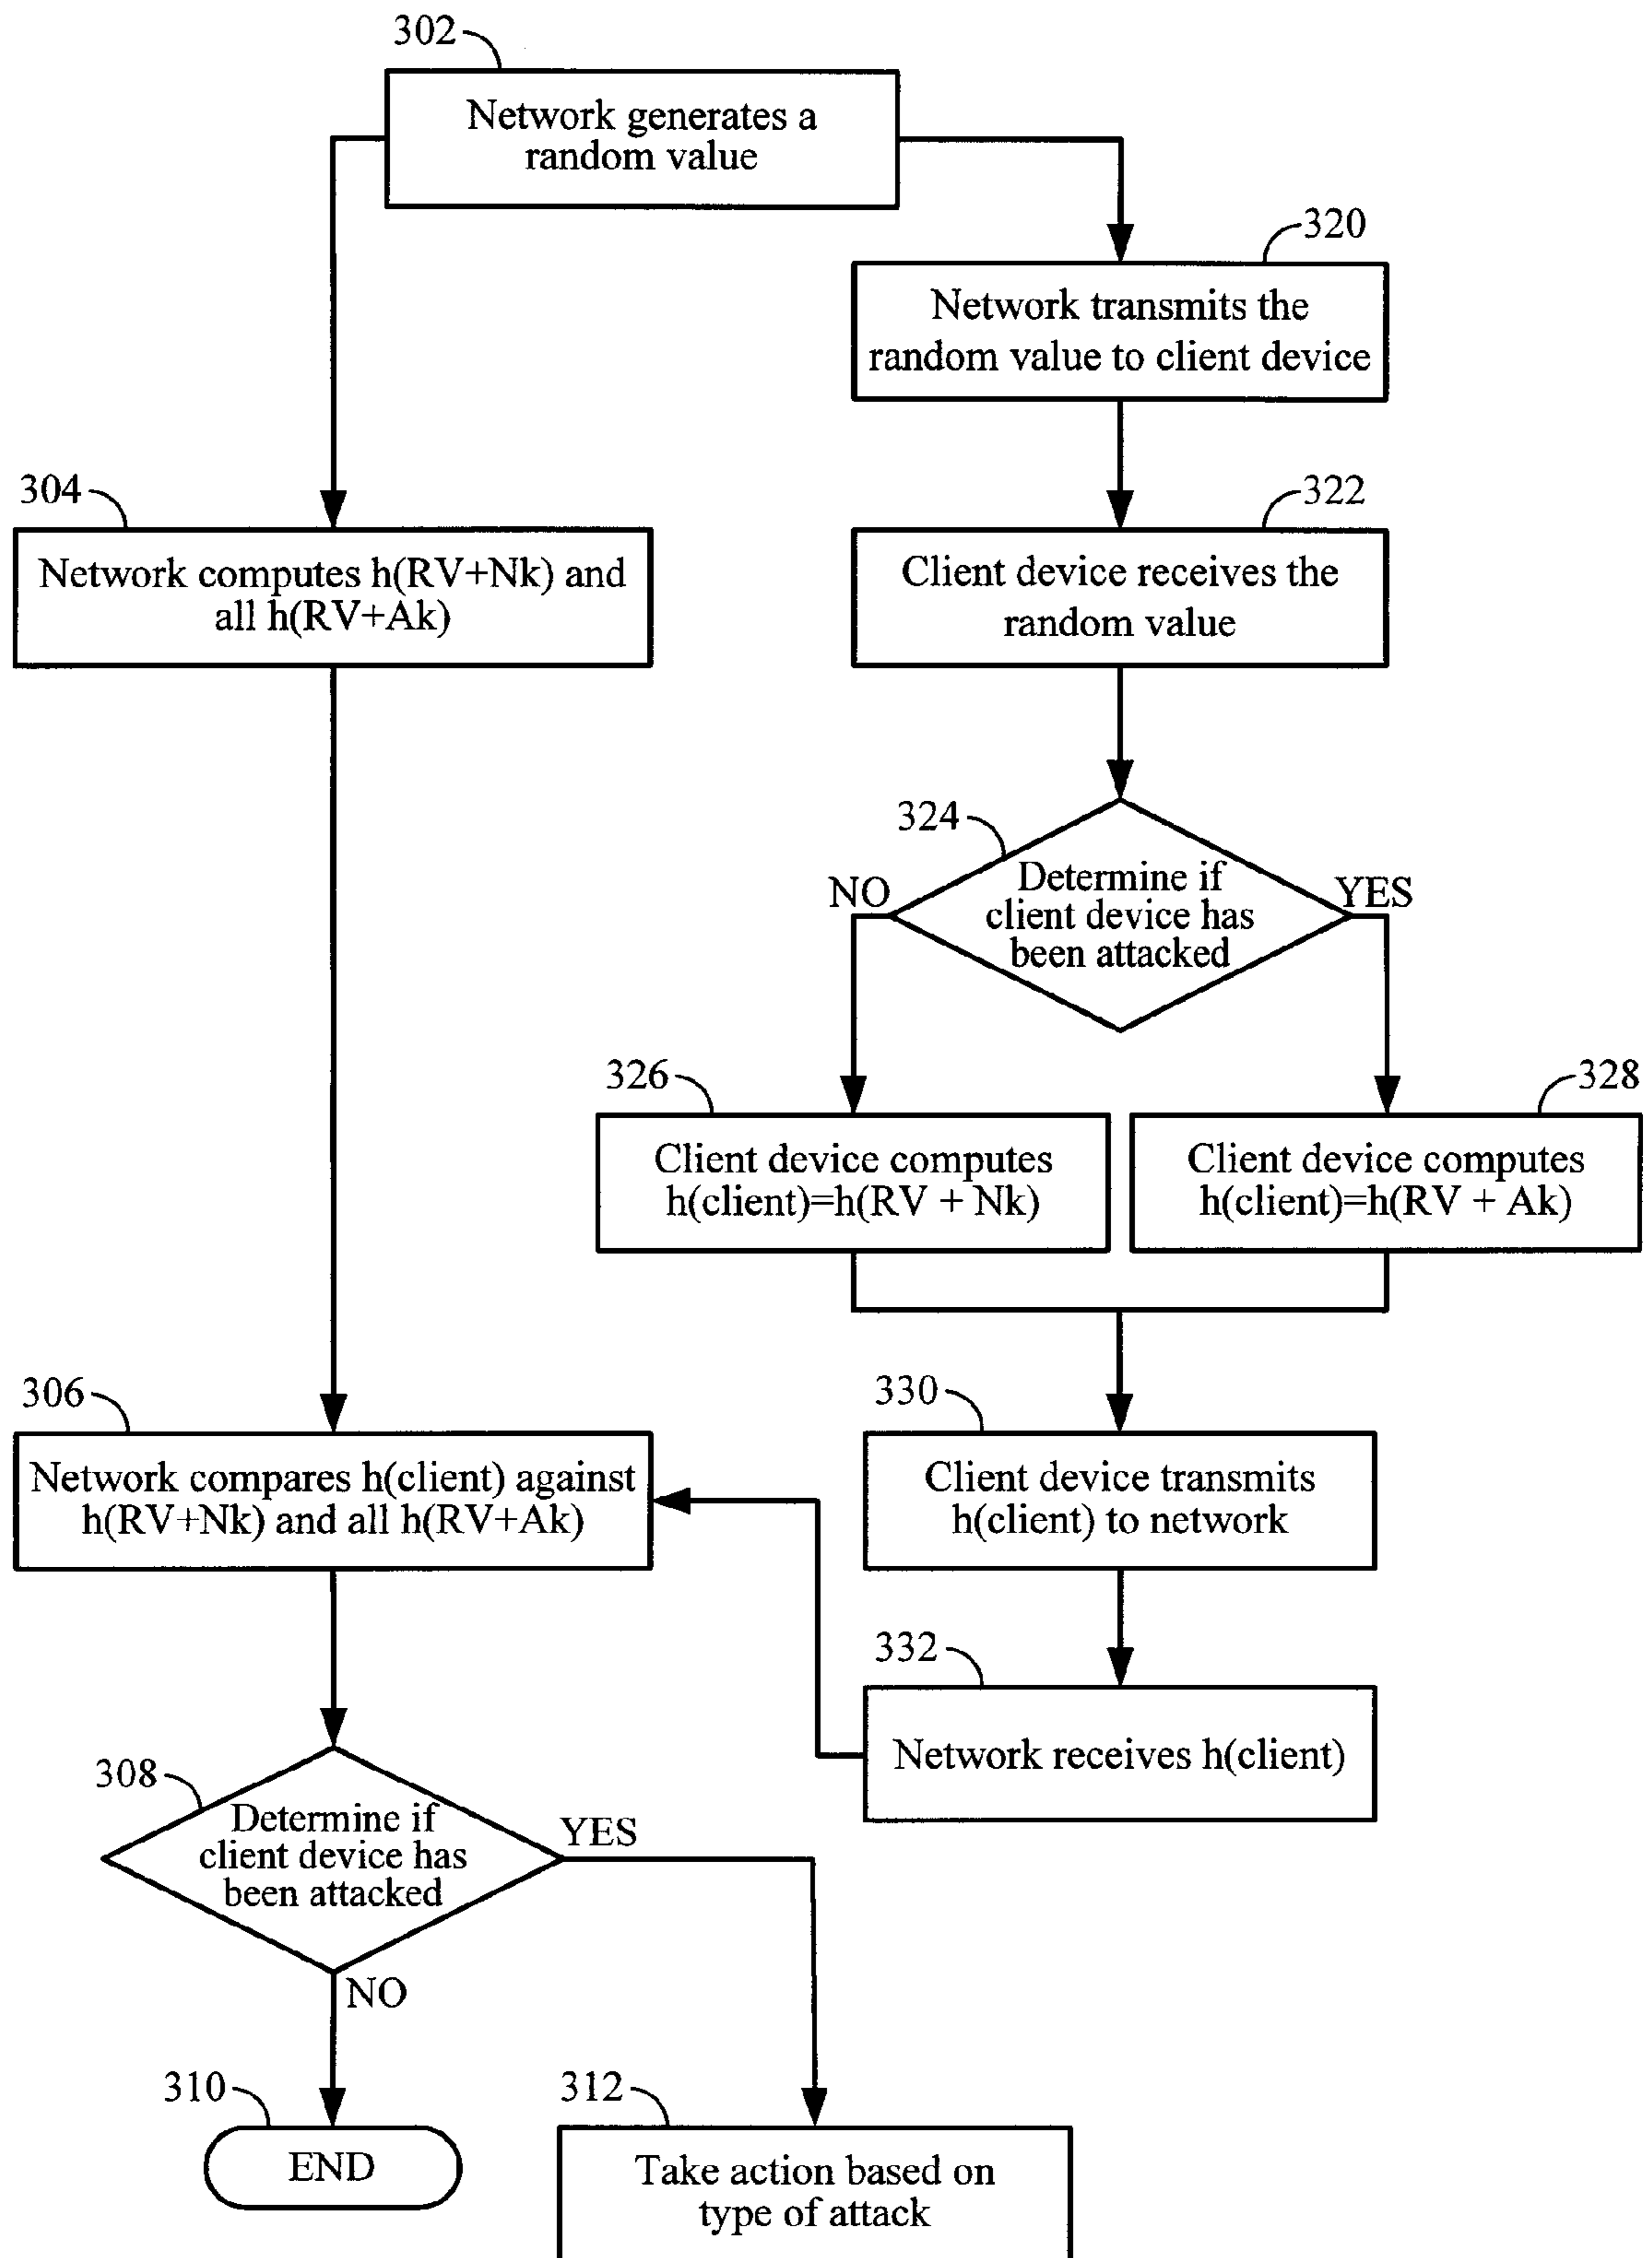 302
Network generates a
random value
320
Network transmits the
random value to client device
304
Network computes h(RV+Nk) and
all h(RV+Ak)
322
Client device receives the
random value
324
NO
Determine if
client device has
been attacked
YES
326
Client device computes
h(client)=h(RV + Nk)
328
Client device computes
h(client)=h(RV + Ak)
306
Network compares h(client) against
h(RV+Nk) and all h(RV+Ak)
330
Client device transmits
h(client) to network
332
Network receives h(client)
308
Determine if
client device has
been attacked
YES
NO
310
END
312
Take action based on
type of attack